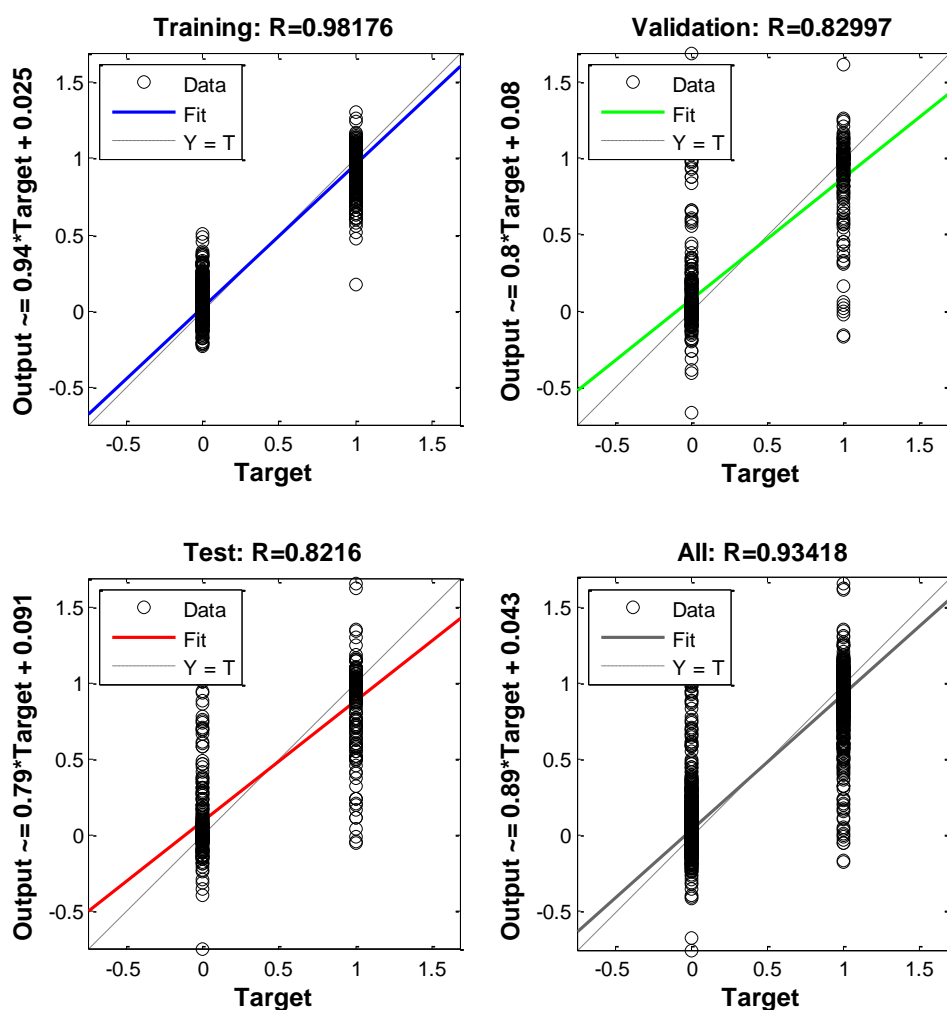 Training: R=0.98176
Output ~= 0.94*Target + 0.025
1.5
1
0.5
0
-0.5
Data
Fit
Y = T
-0.5 0 0.5 1 1.5
Target
Validation: R=0.82997
Output ~= 0.8*Target + 0.08
1.5
1
0.5
0
-0.5
Data
Fit
Y = T
-0.5 0 0.5 1 1.5
Target
Test: R=0.8216
Output ~= 0.79*Target + 0.091
1.5
1
0.5
0
-0.5
Data
Fit
Y = T
-0.5 0 0.5 1 1.5
Target
All: R=0.93418
Output ~= 0.89*Target + 0.043
1.5
1
0.5
0
-0.5
Data
Fit
Y = T
-0.5 0 0.5 1 1.5
Target